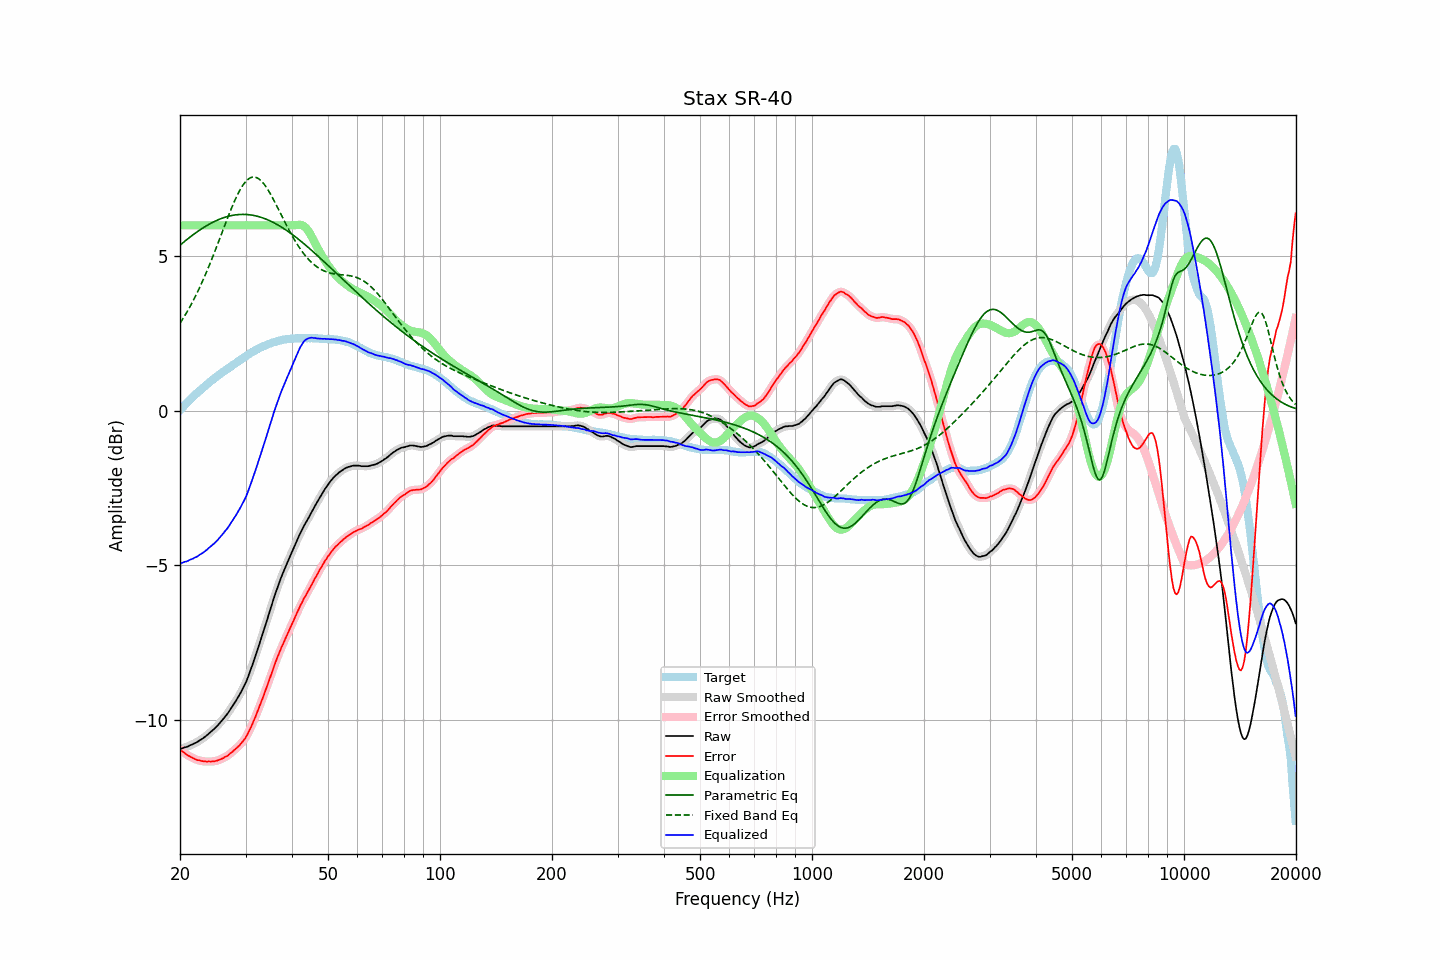 Stax SR-40
Amplitude (dBr)
5
0
−5
−10
Target
Raw Smoothed
Error Smoothed
Raw
Error
Equalization
Parametric Eq
Fixed Band Eq
Equalized
20 50 100 200 500 1000 2000 5000 10000 20000
Frequency (Hz)